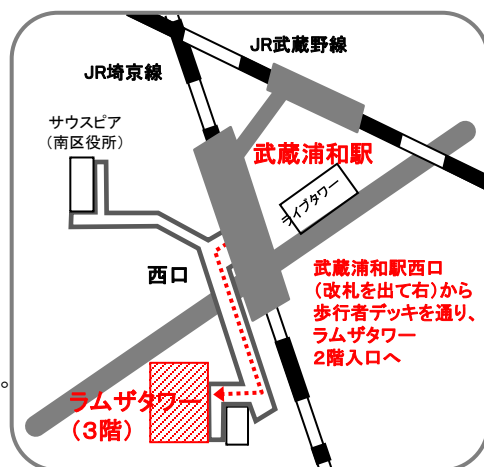 JR武蔵野線
JR埼京線
サウスピア
（南区役所）
武蔵浦和駅
ライブタワー
西口
武蔵浦和駅西口
（改札を出て右）から
歩行者デッキを通り、
ラムザタワー
２階入口へ
ラムザタワー
（３階）
。